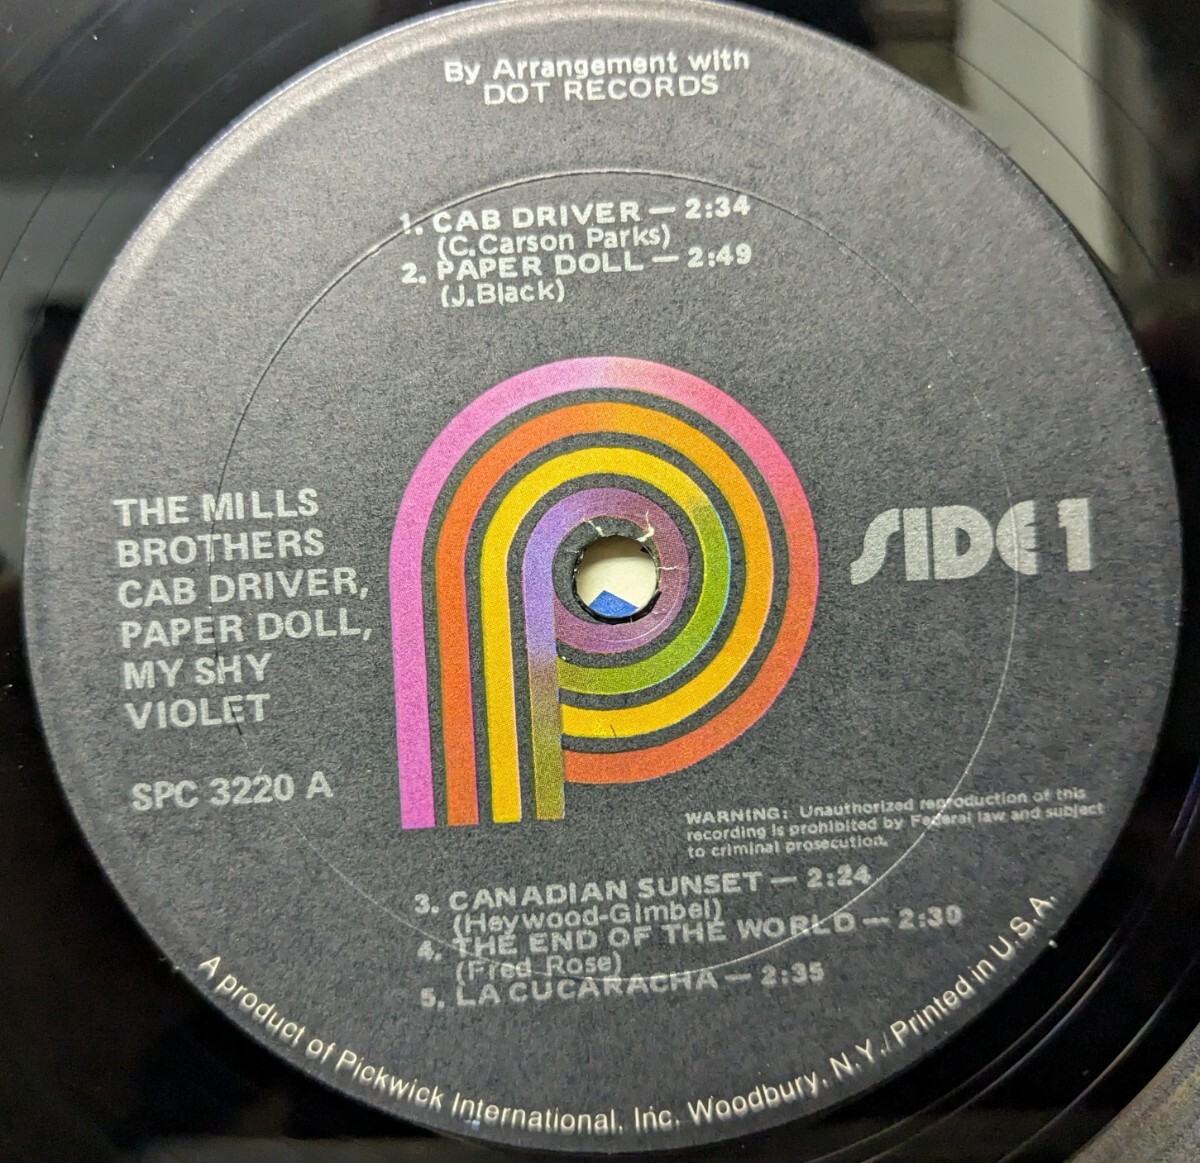 By Arrangement with
DOT RECORDS
1. CAB DRIVER — 2:34
(C.Carson Parks)
2. PAPER DOLL — 2:49
(J.Black)
THE MILLS
BROTHERS
CAB DRIVER,
PAPER DOLL,
MY SHY
VIOLET
SPC 3220 A
SIDE 1
WARNING: Unauthorized reproduction of this
recording is prohibited by Federal law and subject
to criminal prosecution.
3. CANADIAN SUNSET — 2:24
(Heywood-Gimbel)
4. THE END OF THE WORLD — 2:30
(Fred Rose)
5. LA CUCARACHA — 2:35
A product of Pickwick International, Inc. Woodbury, N.Y./Printed in U.S.A.